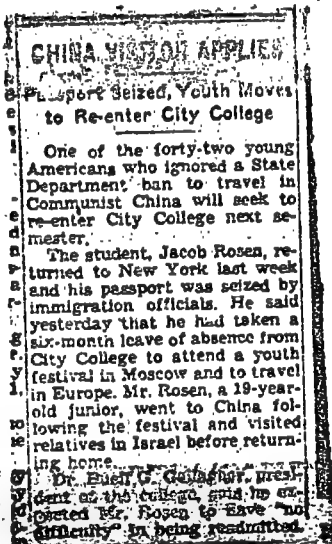 CHINA VISITOR APPLIES
Passport Seized, Youth Moves
to Re-enter City College
One of the forty-two young
Americans who ignored a State
Department ban to travel in
Communist China will seek to
re-enter City College next se-
mester.
The student, Jacob Rosen, re-
turned to New York last week
and his passport was seized by
immigration officials. He said
yesterday that he had taken a
six-month leave of absence from
City College to attend a youth
festival in Moscow and to travel
in Europe. Mr. Rosen, a 19-year-
old junior, went to China fol-
lowing the festival and visited
relatives in Israel before return-
ing home.
Dr. Buell G. Gallagher, presi-
dent of the college, said he ex-
pected Mr. Rosen to have "no
difficulty" in being readmitted.